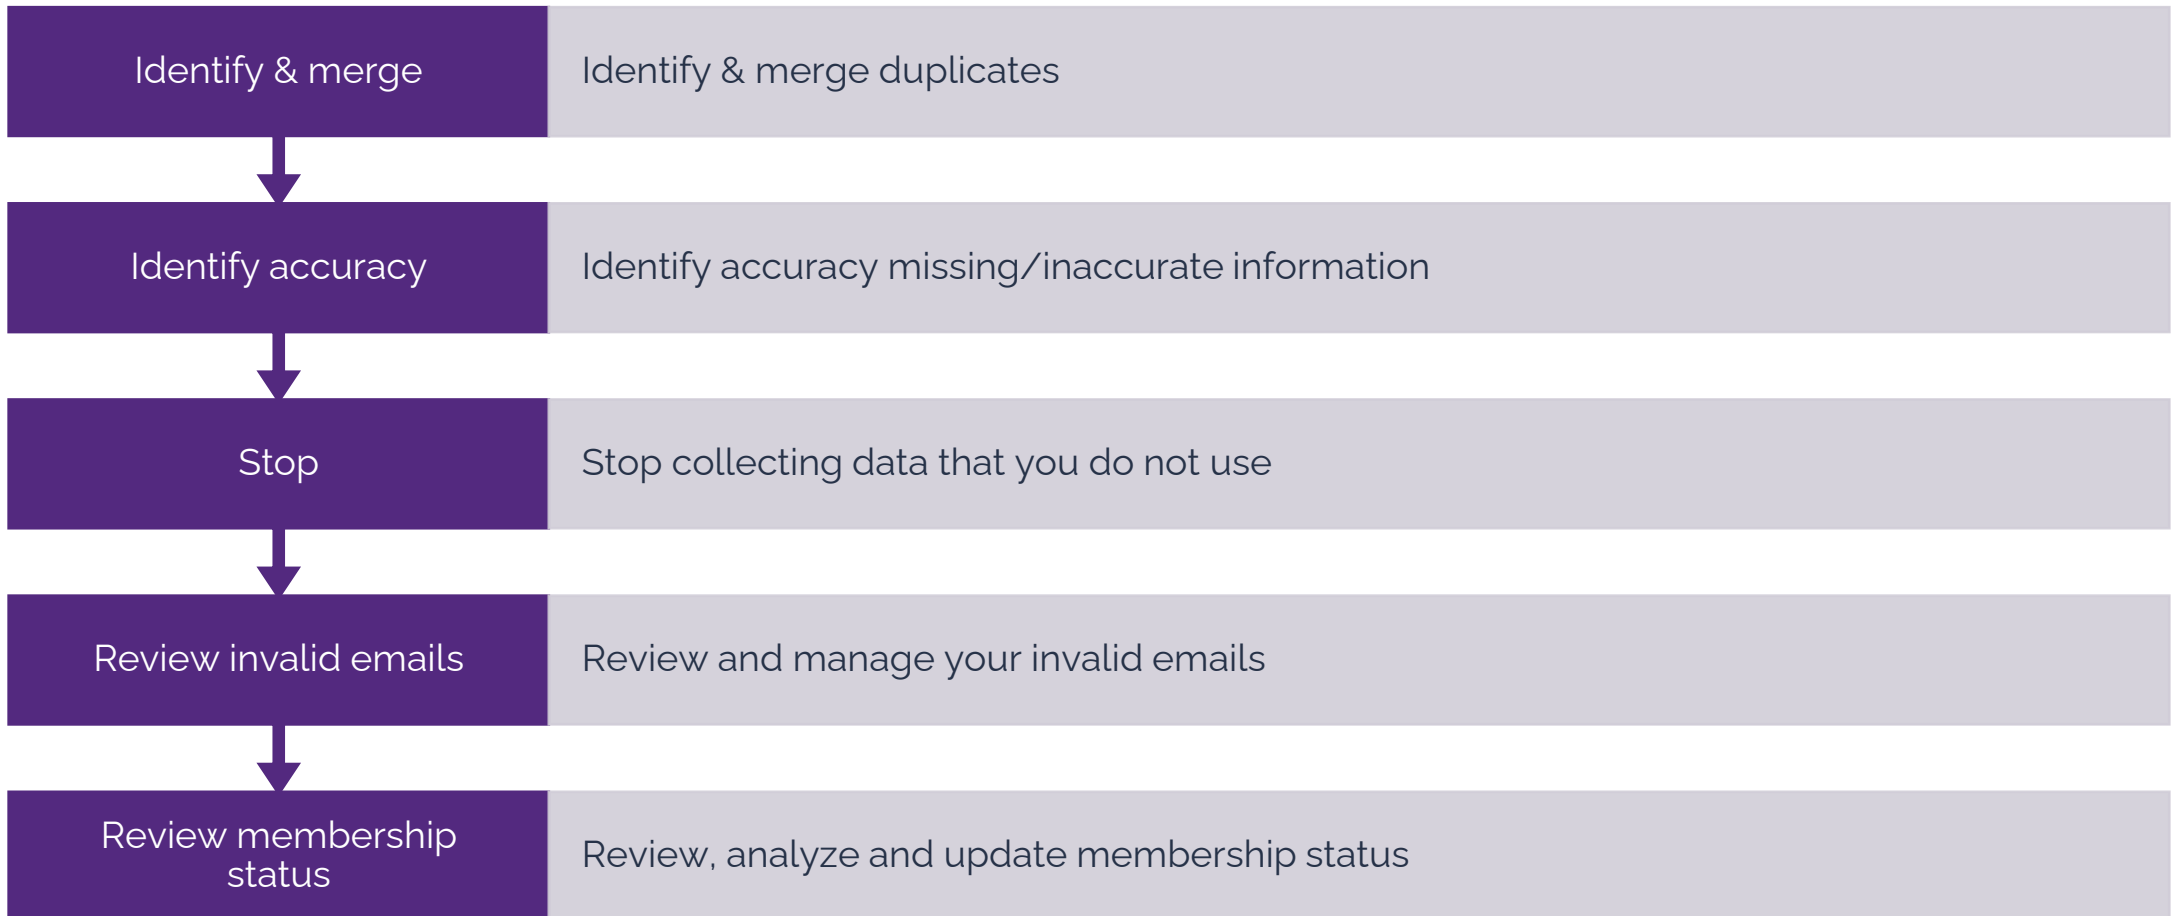 Identify & merge
Identify & merge duplicates
Identify accuracy
Identify accuracy missing/inaccurate information
Stop
Stop collecting data that you do not use
Review invalid emails
Review and manage your invalid emails
Review membership
status
Review, analyze and update membership status